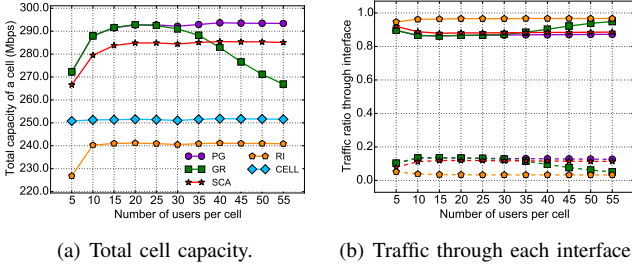 Total capacity of a cell (Mbps)
300.0
290.0
280.0
270.0
260.0
250.0
240.0
230.0
220.0
PG
GR
SCA
RI
CELL
5 10 15 20 25 30 35 40 45 50 55
Number of users per cell
(a) Total cell capacity.
Traffic ratio through interface
1.0
0.8
0.6
0.4
0.2
0.0
5 10 15 20 25 30 35 40 45 50 55
Number of users per cell
(b) Traffic through each interface